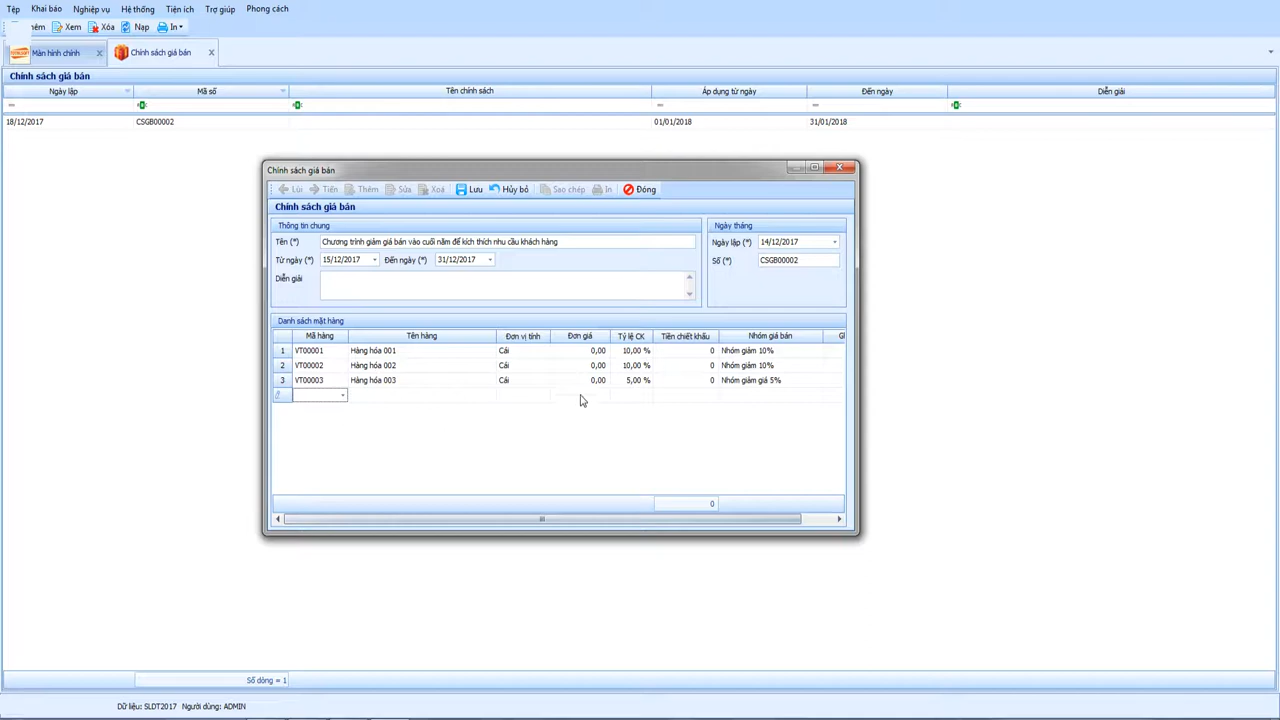 Tệp Khai báo Nghiệp vụ Hệ thống Tiện ích Trợ giúp Phong cách
Xem Xóa Nạp In
Màn hình chính Chính sách giá bán
Chính sách giá bán
Ngày lập Mã số Tên chính sách Áp dụng từ ngày Đến ngày Diễn giải
18/12/2017 CSGB00002 01/01/2018 31/01/2018
Chính sách giá bán
Lùi Tiến Thêm Sửa Xoá Lưu Hủy bỏ Sao chép In Đóng
Chính sách giá bán
Thông tin chung Ngày tháng
Tên (*) Chương trình giảm giá bán vào cuối năm để kích thích nhu cầu khách hàng Ngày lập (*) 14/12/2017
Từ ngày (*) 15/12/2017 Đến ngày (*) 31/12/2017 Số (*) CSGB00002
Diễn giải
Danh sách mặt hàng
Mã hàng Tên hàng Đơn vị tính Đơn giá Tỷ lệ CK Tiền chiết khấu Nhóm giá bán
1 VT00001 Hàng hóa 001 Cái 0,00 10,00 % 0 Nhóm giảm 10%
2 VT00002 Hàng hóa 002 Cái 0,00 10,00 % 0 Nhóm giảm 10%
3 VT00003 Hàng hóa 003 Cái 0,00 5,00 % 0 Nhóm giảm giá 5%
0
Số dòng = 1
Dữ liệu: SLDT2017 Người dùng: ADMIN